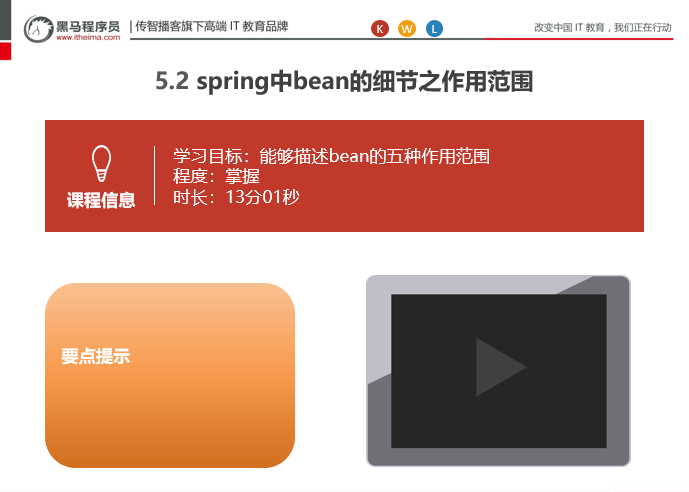 黑马程序员
www.itheima.com
传智播客旗下高端 IT 教育品牌
K W L
改变中国 IT 教育，我们正在行动
5.2 spring中bean的细节之作用范围
课程信息
学习目标：能够描述bean的五种作用范围
程度：掌握
时长：13分01秒
要点提示